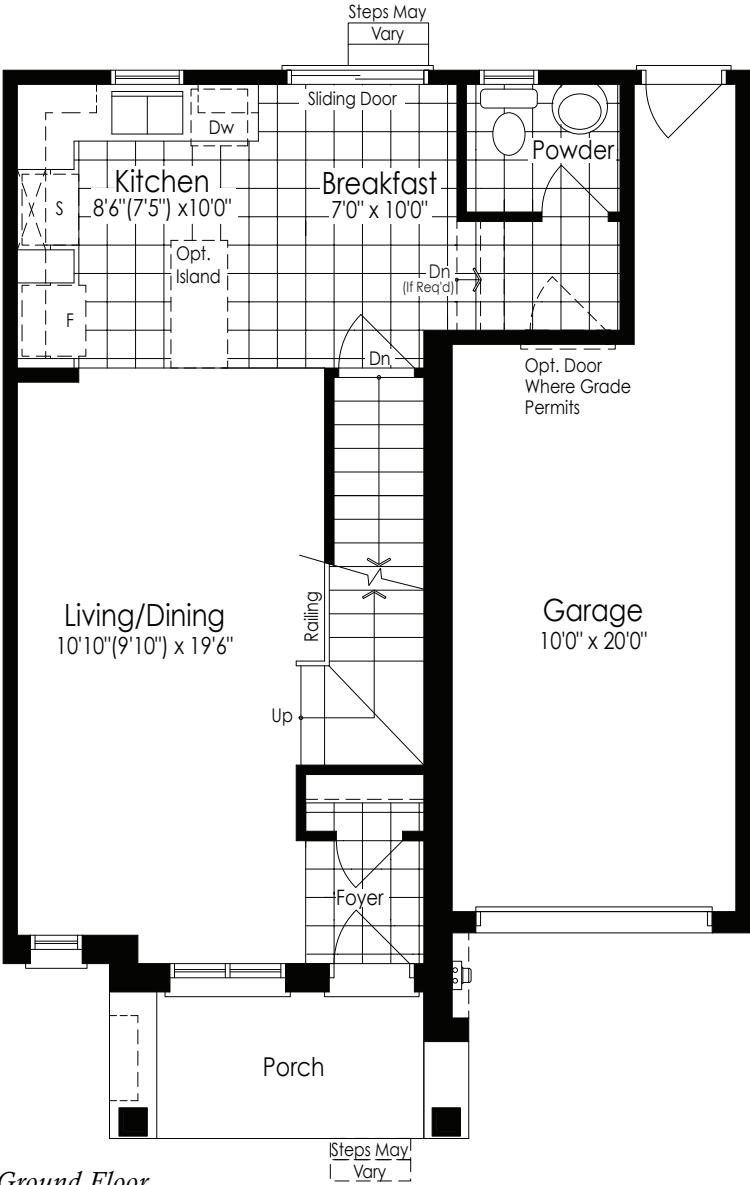 Steps May
Vary
Sliding Door
Dw
Powder
Kitchen
8'6"(7'5") x10'0"
Breakfast
7'0" x 10'0"
S
Opt.
Island
Dn
(If Req'd)
F
Dn
Opt. Door
Where Grade
Permits
Living/Dining
10'10"(9'10") x 19'6"
Railing
Garage
10'0" x 20'0"
Up
Foyer
Porch
Steps May
Vary
Ground Floor